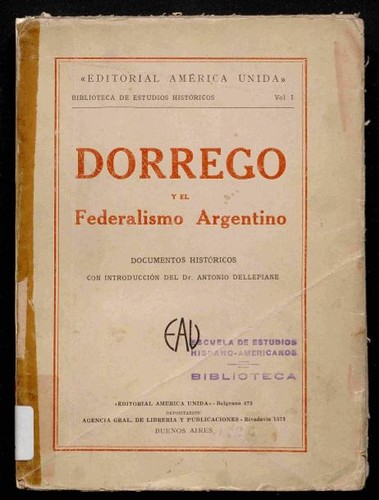 «EDITORIAL AMÉRICA UNIDA»
BIBLIOTECA DE ESTUDIOS HISTÓRICOS Vol I
DORREGO
Y EL
Federalismo Argentino
DOCUMENTOS HISTÓRICOS
CON INTRODUCCIÓN DEL Dr. ANTONIO DELLEPIANE
EAU
ESCUELA DE ESTUDIOS
HISPANO-AMERICANOS
BIBLIOTECA
«EDITORIAL AMERICA UNIDA» - Belgrano 475
DEPOSITARIO:
AGENCIA GRAL. DE LIBRERIA Y PUBLICACIONES - Rivadavia 1573
BUENOS AIRES